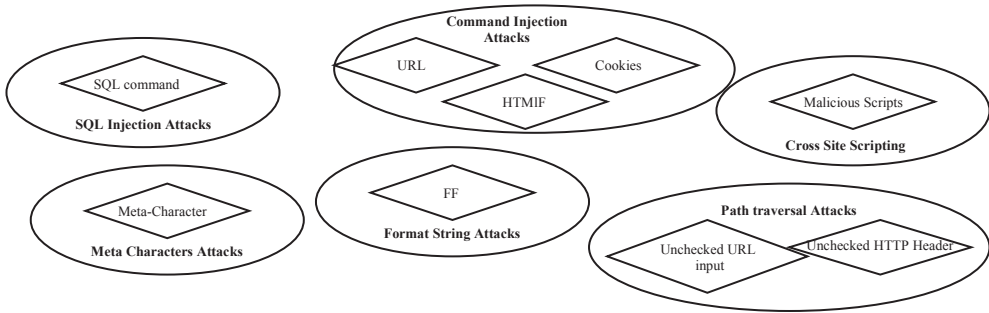 Command Injection
Attacks
URL
Cookies
HTMIF
SQL command
SQL Injection Attacks
Malicious Scripts
Cross Site Scripting
Meta-Character
Meta Characters Attacks
FF
Format String Attacks
Path traversal Attacks
Unchecked URL
input
Unchecked HTTP Header